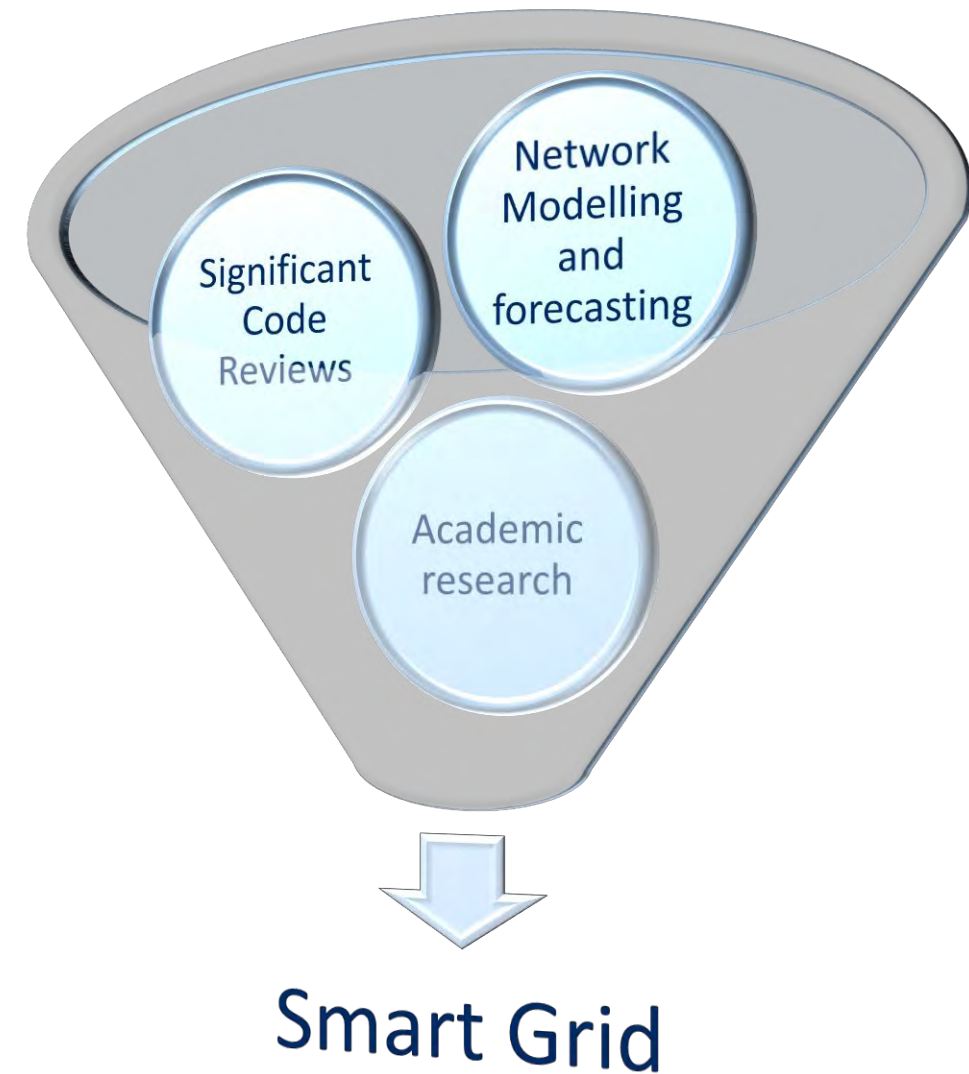 Network
Modelling
and
forecasting
Significant
Code
Reviews
Academic
research
Smart Grid